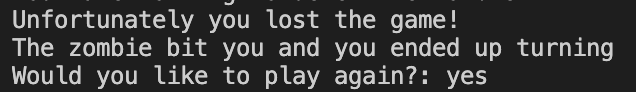 Unfortunately you lost the game!
The zombie bit you and you ended up turning
Would you like to play again?: yes